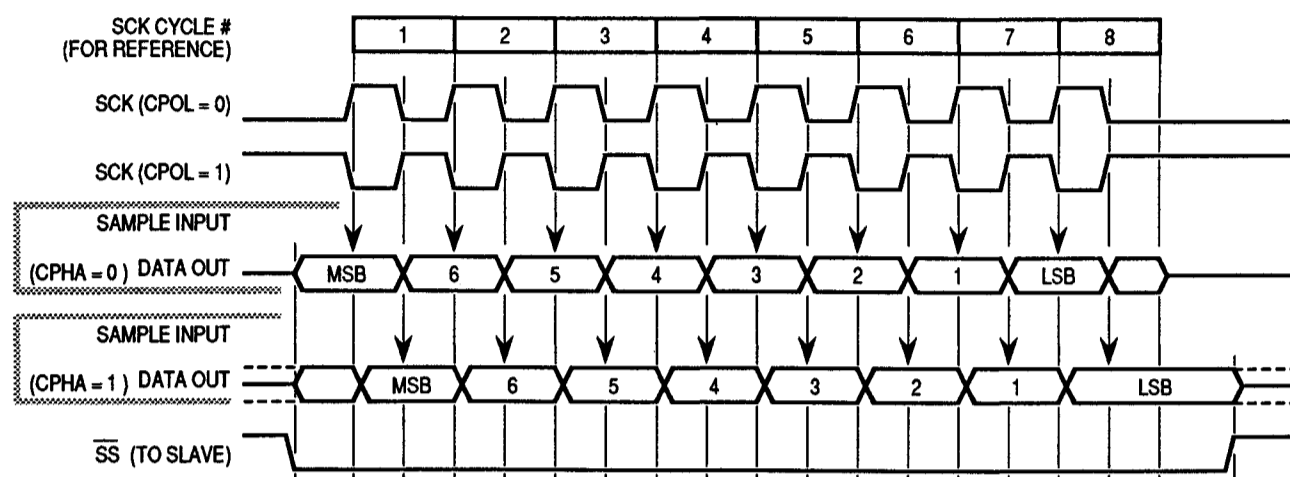 SCK CYCLE # 1 2 3 4 5 6 7 8
(FOR REFERENCE)
SCK (CPOL = 0)
SCK (CPOL = 1)
SAMPLE INPUT
(CPHA = 0) DATA OUT MSB 6 5 4 3 2 1 LSB
SAMPLE INPUT
(CPHA = 1) DATA OUT MSB 6 5 4 3 2 1 LSB
SS (TO SLAVE)